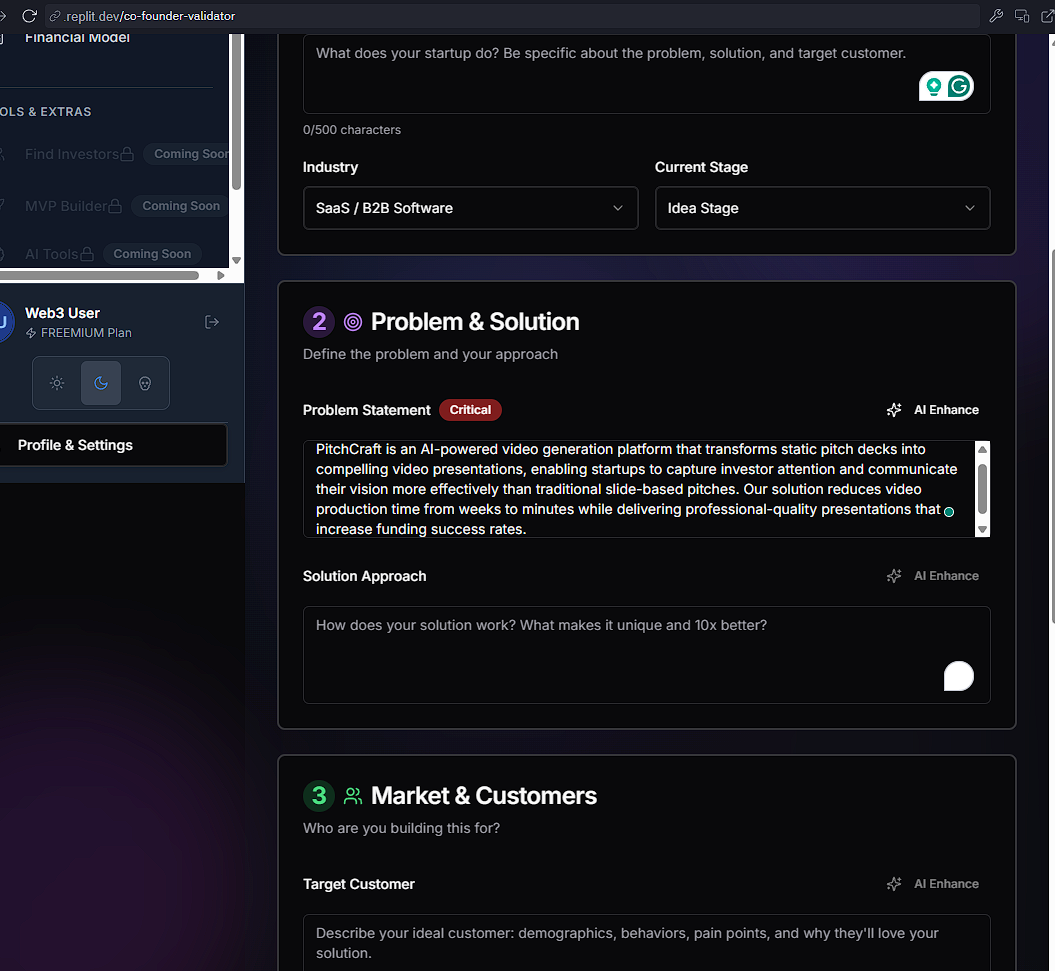 .replit.dev/co-founder-validator
Financial Model
OLS & EXTRAS
Find Investors
Coming Soon
MVP Builder
Coming Soon
AI Tools
Coming Soon
U
Web3 User
FREEMIUM Plan
Profile & Settings
What does your startup do? Be specific about the problem, solution, and target customer.
0/500 characters
Industry
Current Stage
SaaS / B2B Software
Idea Stage
2
Problem & Solution
Define the problem and your approach
Problem Statement
Critical
AI Enhance
PitchCraft is an AI-powered video generation platform that transforms static pitch decks into
compelling video presentations, enabling startups to capture investor attention and communicate
their vision more effectively than traditional slide-based pitches. Our solution reduces video
production time from weeks to minutes while delivering professional-quality presentations that
increase funding success rates.
Solution Approach
AI Enhance
How does your solution work? What makes it unique and 10x better?
3
Market & Customers
Who are you building this for?
Target Customer
AI Enhance
Describe your ideal customer: demographics, behaviors, pain points, and why they'll love your
solution.